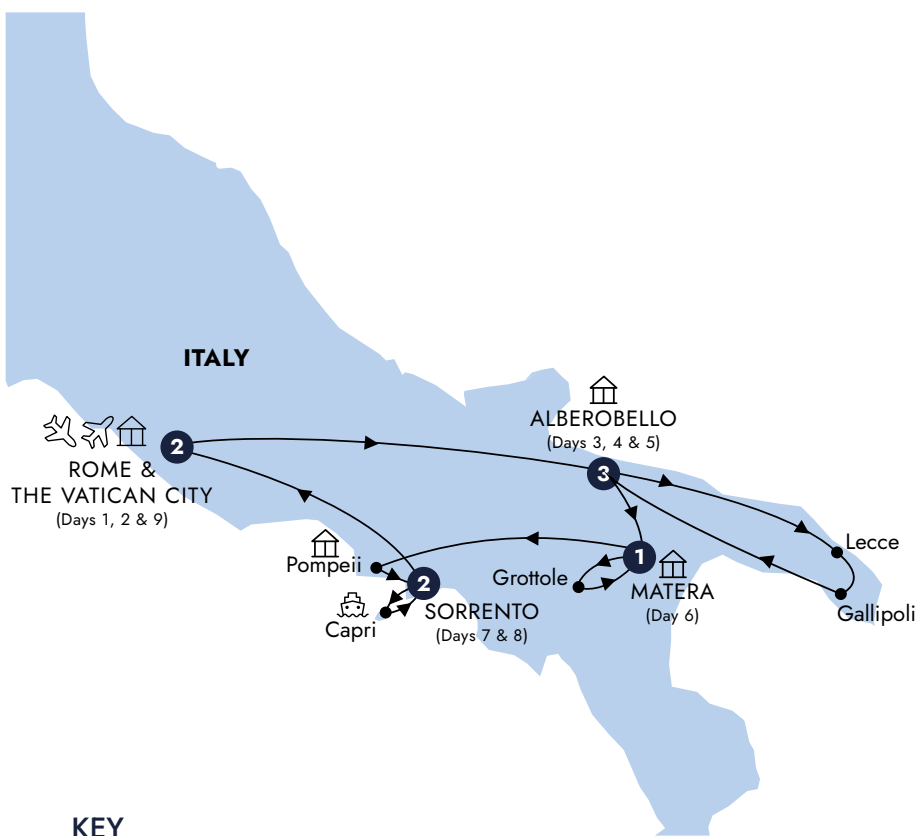 ITALY
ALBEROBELLO
(Days 3, 4 & 5)
3
2
ROME &
THE VATICAN CITY
(Days 1, 2 & 9)
Lecce
Gallipoli
Pompeii
Grottole
1
MATERA
(Day 6)
2
SORRENTO
(Days 7 & 8)
Capri
KEY